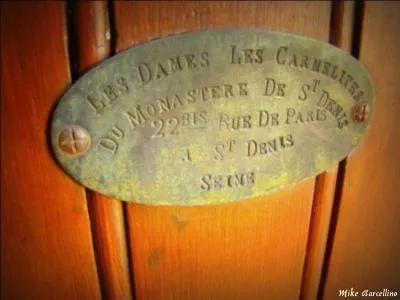 LES DAMES LES CARMELITES
DU MONASTERE DE ST DENIS
22BIS RUE DE PARIS
A ST DENIS
SEINE
Mike Barcellino